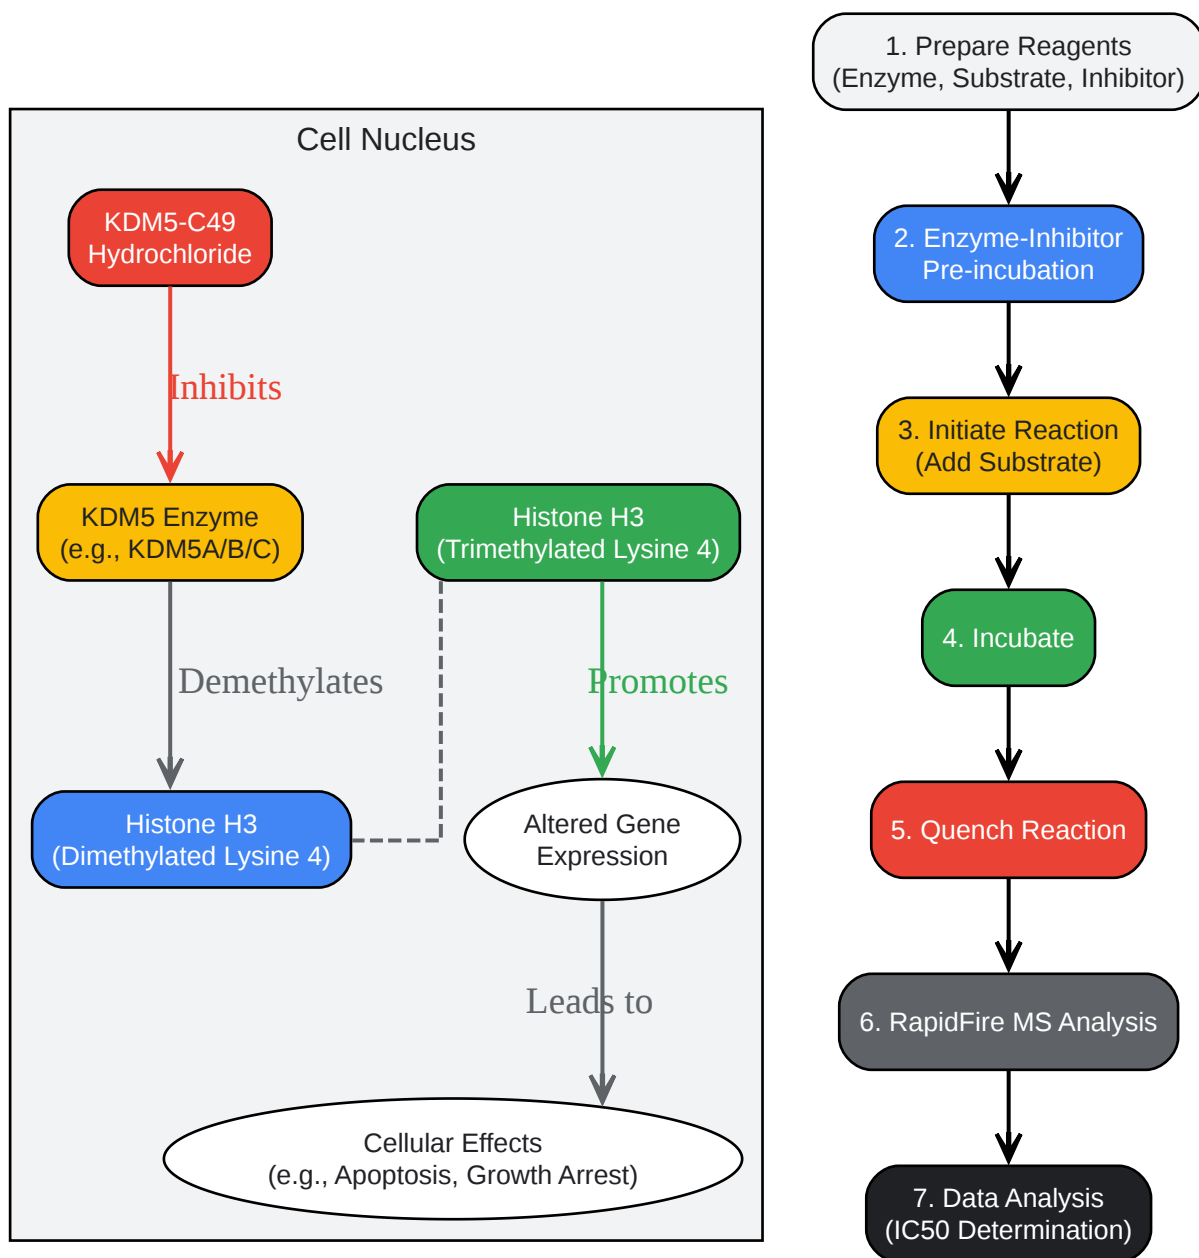 Cell Nucleus
KDM5-C49
Hydrochloride
Inhibits
KDM5 Enzyme
(e.g., KDM5A/B/C)
Histone H3
(Trimethylated Lysine 4)
Demethylates
Promotes
Histone H3
(Dimethylated Lysine 4)
Altered Gene
Expression
Leads to
Cellular Effects
(e.g., Apoptosis, Growth Arrest)
1. Prepare Reagents
(Enzyme, Substrate, Inhibitor)
2. Enzyme-Inhibitor
Pre-incubation
3. Initiate Reaction
(Add Substrate)
4. Incubate
5. Quench Reaction
6. RapidFire MS Analysis
7. Data Analysis
(IC50 Determination)